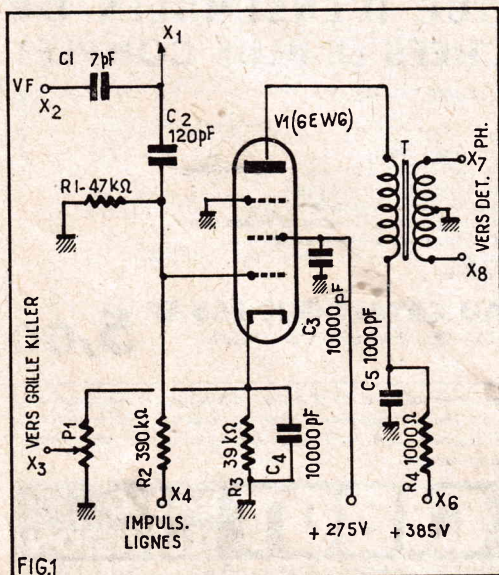 X1
C1 7pF
VF
X2
C2
120pF
V1(6EW6)
R1-47kΩ
T
X7
PH.
VERS DET.
X8
C3
10000pF
C5 1000pF
VERS GRILLE KILLER
P1
X3
R2 390kΩ
X4
IMPULS.
LIGNES
R3 39kΩ
C4
10000pF
R4 1000Ω
X6
+275V
+385V
FIG.1